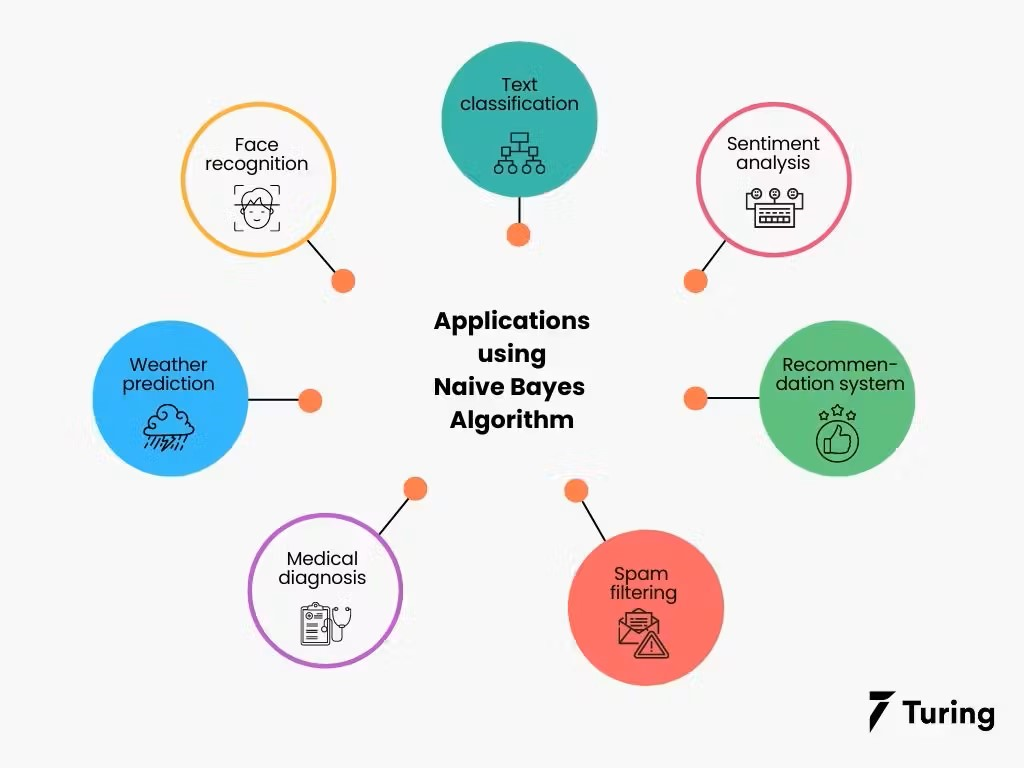 Text
classification
Face
recognition
Sentiment
analysis
Applications
using
Naive Bayes
Algorithm
Weather
prediction
Recommen-
dation system
Medical
diagnosis
Spam
filtering
Turing